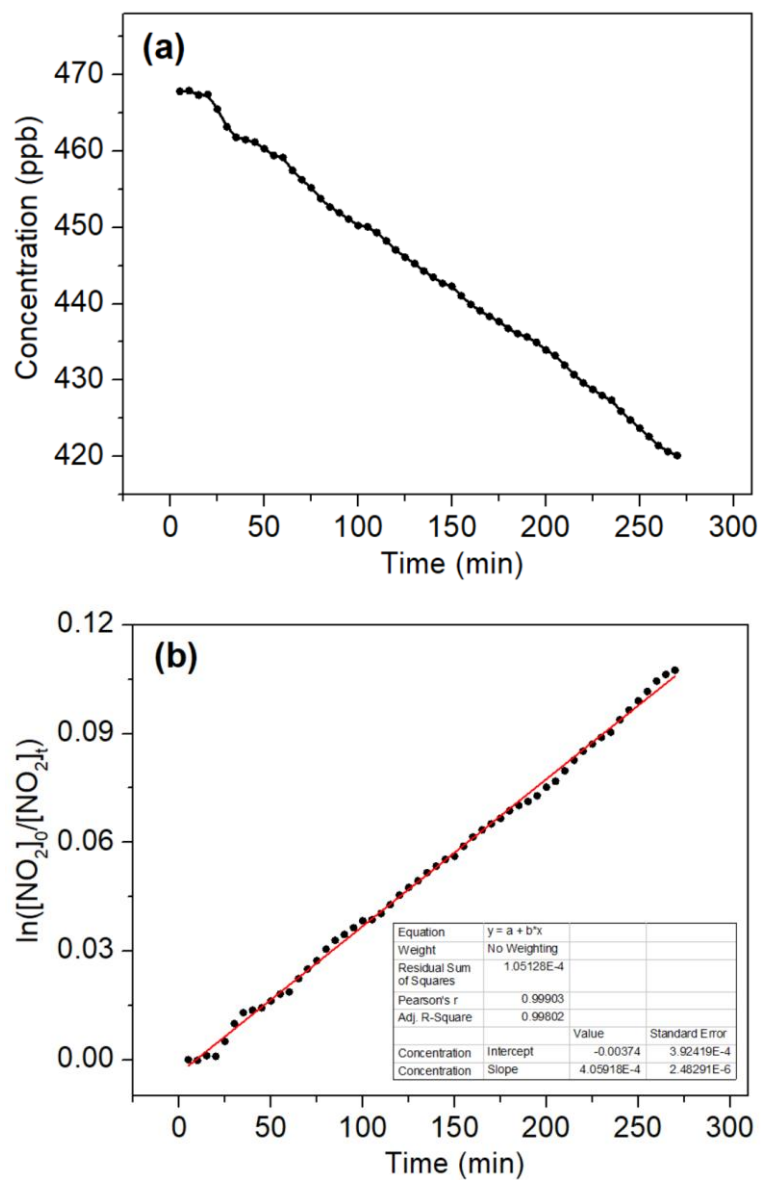 (a)
470
460
450
440
430
420
Concentration (ppb)
0 50 100 150 200 250 300
Time (min)
(b)
0.12
0.09
0.06
0.03
0.00
ln([NO₂]₀/[NO₂]ₜ)
Equation y = a + b*x
Weight No Weighting
Residual Sum
of Squares 1.05128E-4
Pearson's r 0.99903
Adj. R-Square 0.99802
Value Standard Error
Concentration Intercept -0.00374 3.92419E-4
Concentration Slope 4.05918E-4 2.48291E-6
0 50 100 150 200 250 300
Time (min)